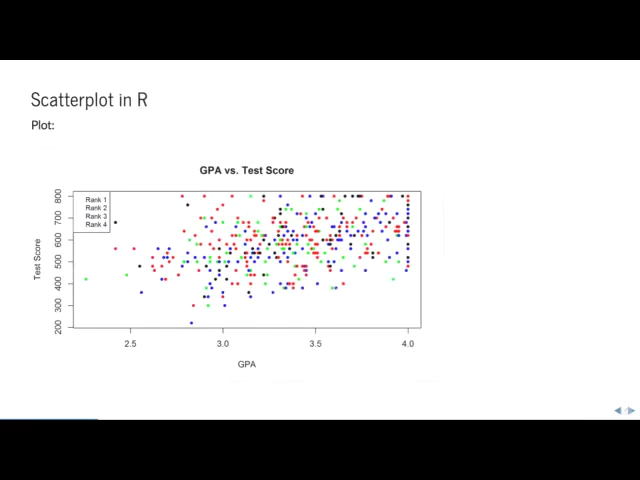 Scatterplot in R
Plot:
GPA vs. Test Score
Rank 1
Rank 2
Rank 3
Rank 4
Test Score
800
700
600
500
400
300
200
2.5 3.0 3.5 4.0
GPA